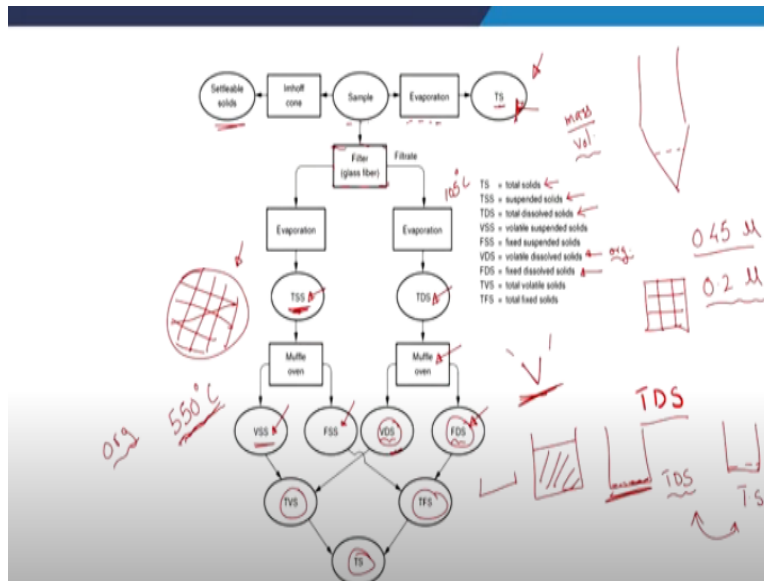 Settleable
solids
Imhoff
cone
Sample
Evaporation
TS
mass
vol.
Filter
(glass fiber)
Filtrate
105°C
TS = total solids
TSS = suspended solids
TDS = total dissolved solids
VSS = volatile suspended solids
FSS = fixed suspended solids
VDS = volatile dissolved solids
org.
FDS = fixed dissolved solids
TVS = total volatile solids
TFS = total fixed solids
Evaporation
Evaporation
0.45 µ
0.2 µ
TSS
TDS
Muffle
oven
Muffle
oven
'V'
550°C
org
VSS
FSS
VDS
FDS
TDS
TVS
TFS
TDS
TS
TS